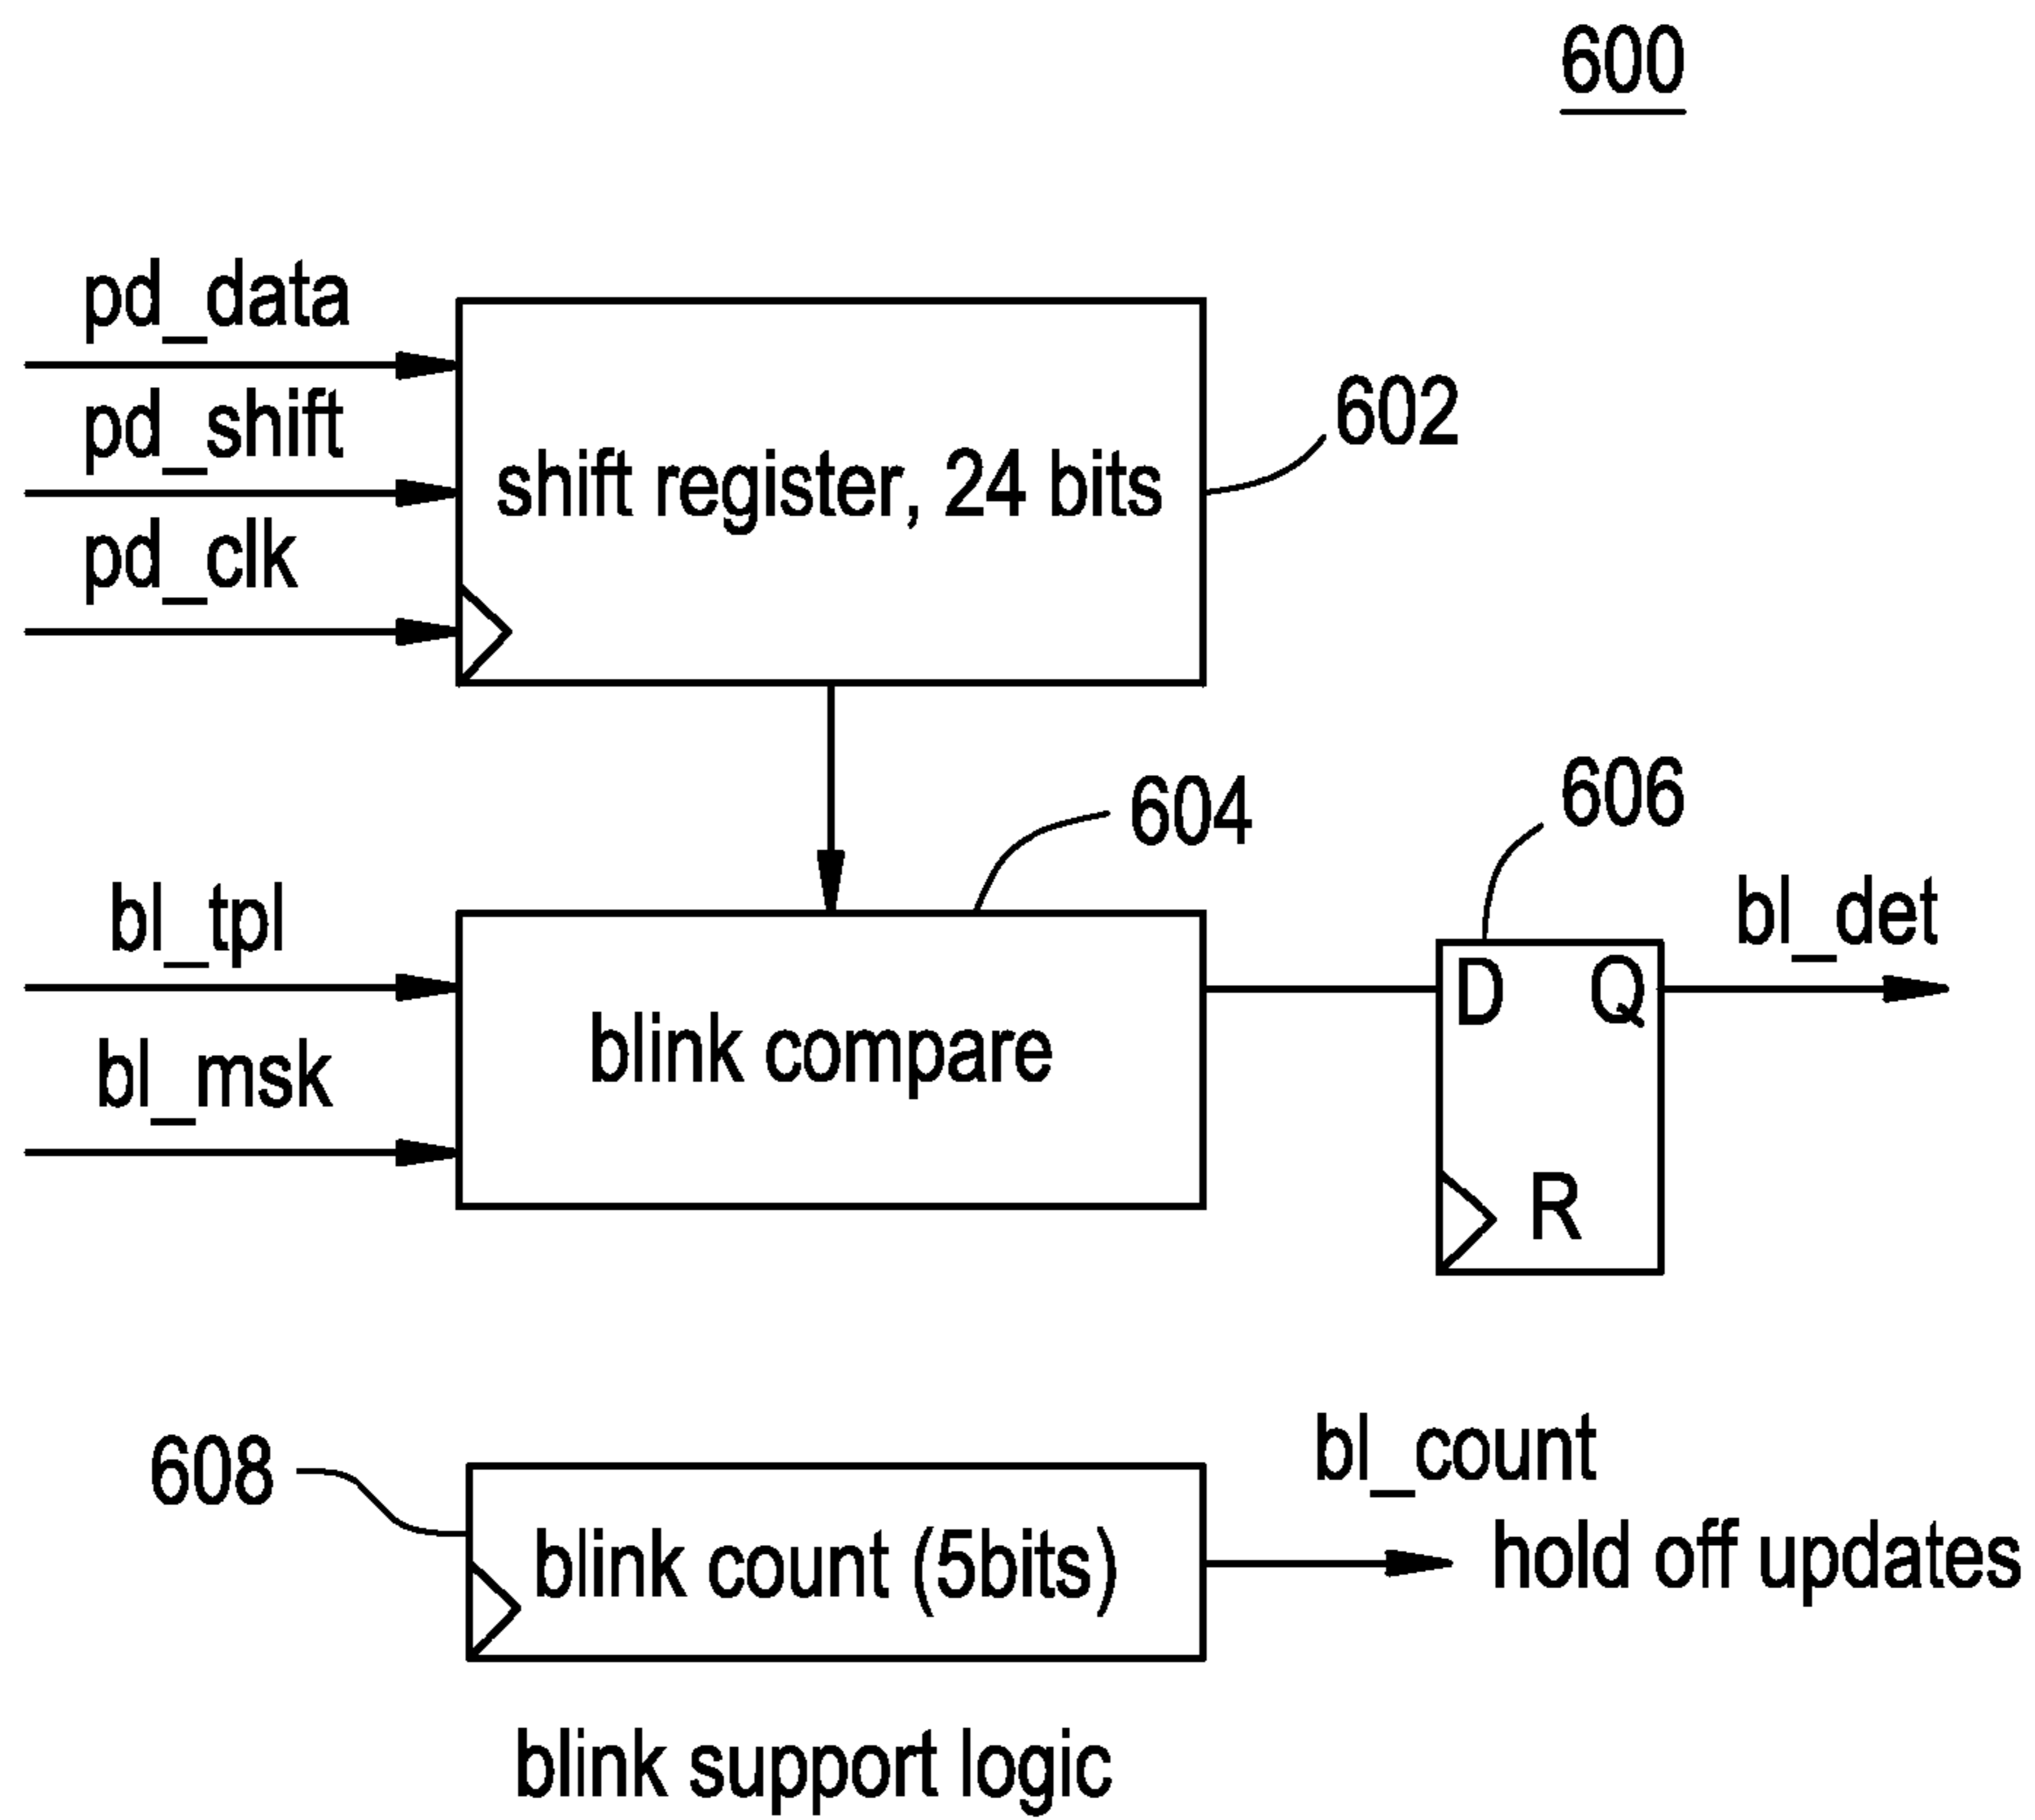 600
pd_data
pd_shift
pd_clk
shift register, 24 bits
602
604
606
bl_tpl
bl_msk
blink compare
D Q
R
bl_det
608
blink count (5bits)
bl_count
hold off updates
blink support logic